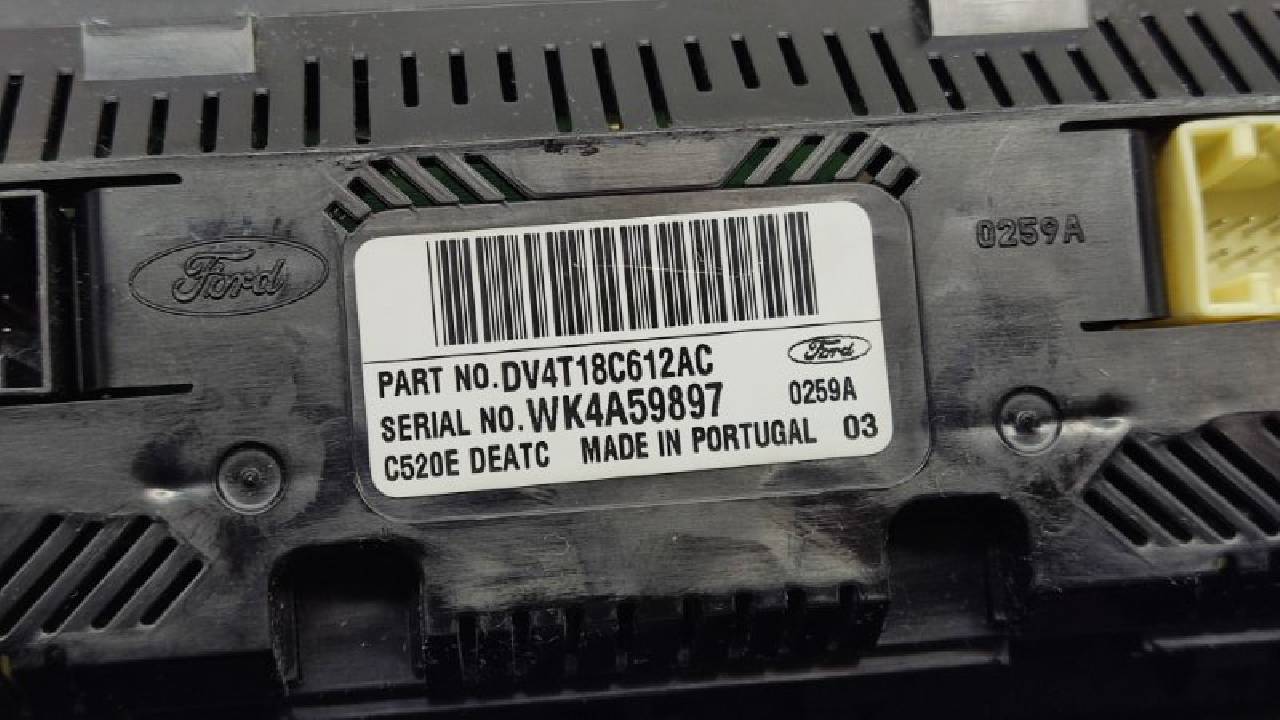 Ford
0259A
PART NO. DV4T18C612AC
Ford
SERIAL NO. WK4A59897
0259A
C520E DEATC MADE IN PORTUGAL 03